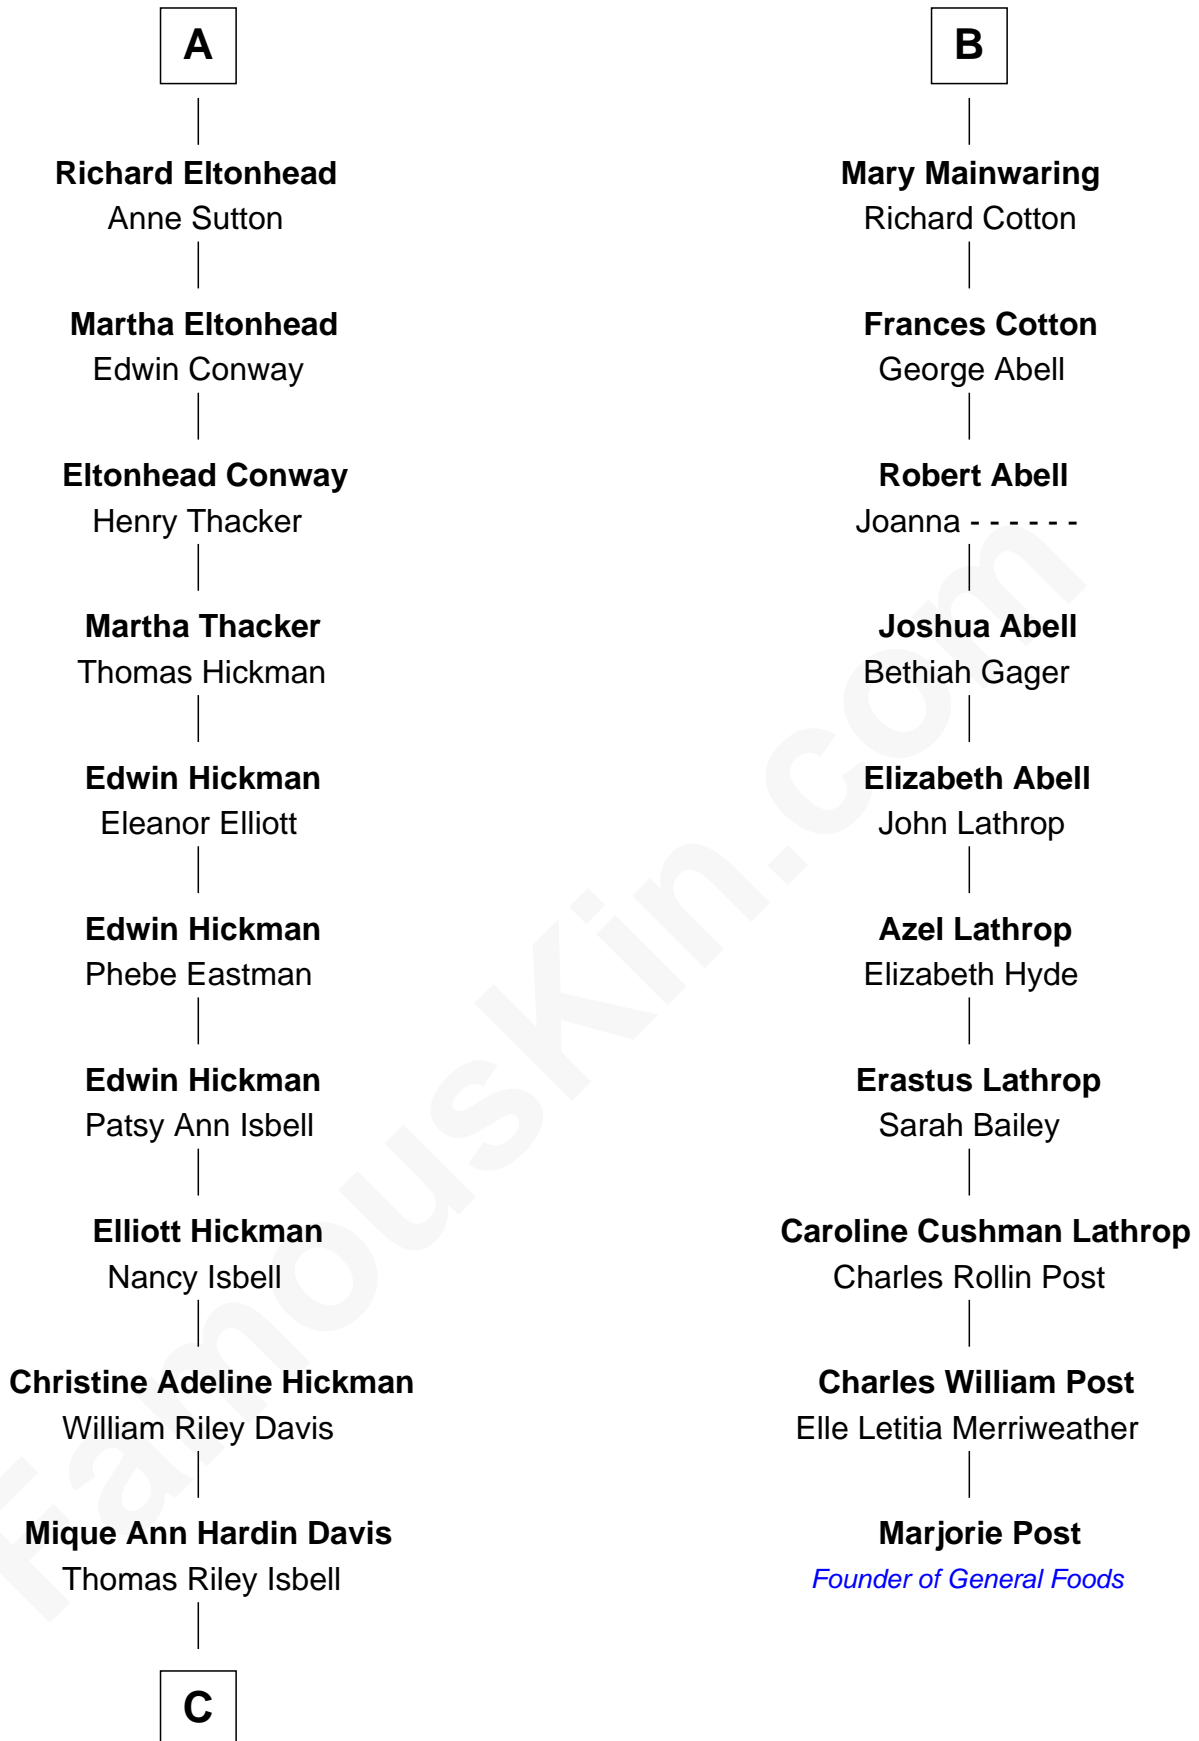 A
Richard Eltonhead
Anne Sutton
Martha Eltonhead
Edwin Conway
Eltonhead Conway
Henry Thacker
Martha Thacker
Thomas Hickman
Edwin Hickman
Eleanor Elliott
Edwin Hickman
Phebe Eastman
Edwin Hickman
Patsy Ann Isbell
Elliott Hickman
Nancy Isbell
Christine Adeline Hickman
William Riley Davis
Mique Ann Hardin Davis
Thomas Riley Isbell
C
B
Mary Mainwaring
Richard Cotton
Frances Cotton
George Abell
Robert Abell
Joanna - - - - - -
Joshua Abell
Bethiah Gager
Elizabeth Abell
John Lathrop
Azel Lathrop
Elizabeth Hyde
Erastus Lathrop
Sarah Bailey
Caroline Cushman Lathrop
Charles Rollin Post
Charles William Post
Elle Letitia Merriweather
Marjorie Post
Founder of General Foods
FamousKin.com